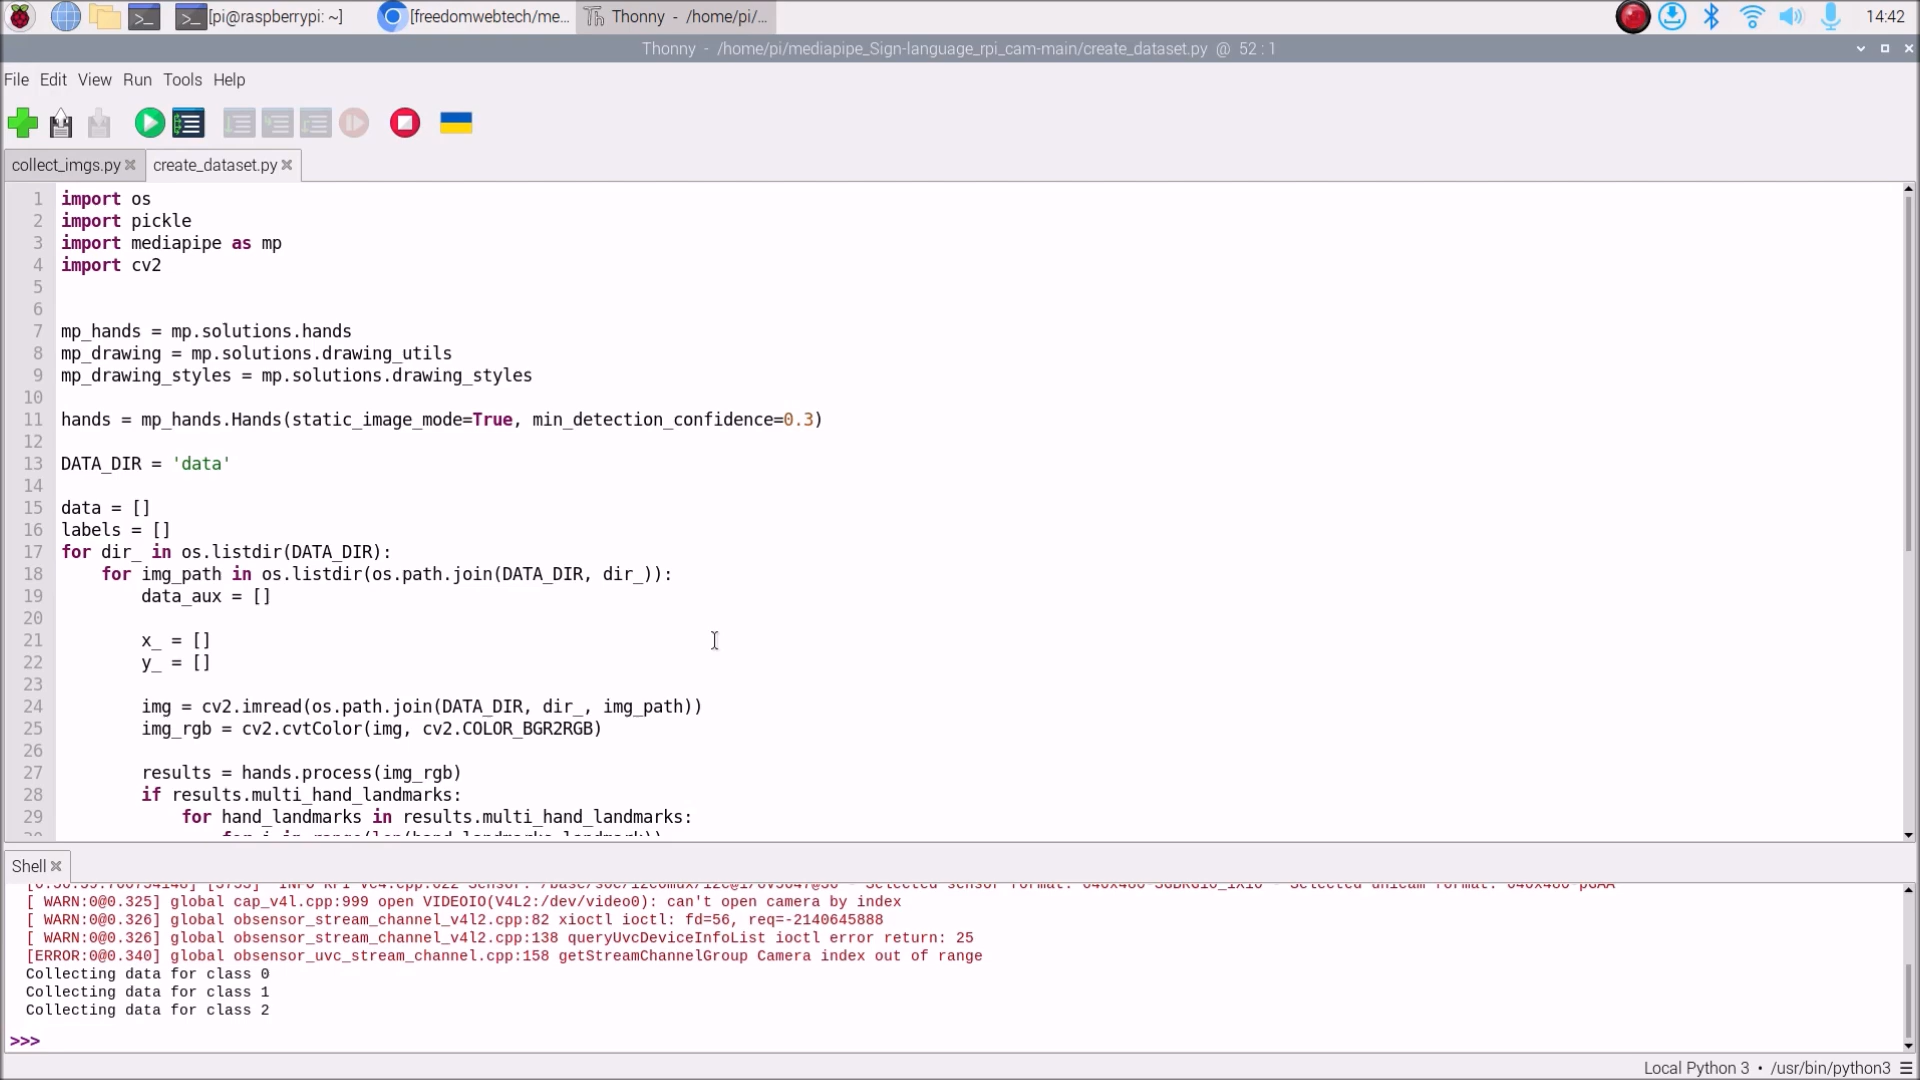 [pi@raspberrypi: ~]
[freedomwebtech/me...
Thonny - /home/pi/...
14:42
Thonny - /home/pi/mediapipe_Sign-language_rpi_cam-main/create_dataset.py @ 52 : 1
File Edit View Run Tools Help
collect_imgs.py
create_dataset.py
1 import os
2 import pickle
3 import mediapipe as mp
4 import cv2
5
6
7 mp_hands = mp.solutions.hands
8 mp_drawing = mp.solutions.drawing_utils
9 mp_drawing_styles = mp.solutions.drawing_styles
10
11 hands = mp_hands.Hands(static_image_mode=True, min_detection_confidence=0.3)
12
13 DATA_DIR = 'data'
14
15 data = []
16 labels = []
17 for dir_ in os.listdir(DATA_DIR):
18 for img_path in os.listdir(os.path.join(DATA_DIR, dir_)):
19 data_aux = []
20
21 x_ = []
22 y_ = []
23
24 img = cv2.imread(os.path.join(DATA_DIR, dir_, img_path))
25 img_rgb = cv2.cvtColor(img, cv2.COLOR_BGR2RGB)
26
27 results = hands.process(img_rgb)
28 if results.multi_hand_landmarks:
29 for hand_landmarks in results.multi_hand_landmarks:
Shell
[ WARN:0@0.325] global cap_v4l.cpp:999 open VIDEOIO(V4L2:/dev/video0): can't open camera by index
[ WARN:0@0.326] global obsensor_stream_channel_v4l2.cpp:82 xioctl ioctl: fd=56, req=-2140645888
[ WARN:0@0.326] global obsensor_stream_channel_v4l2.cpp:138 queryUvcDeviceInfoList ioctl error return: 25
[ERROR:0@0.340] global obsensor_uvc_stream_channel.cpp:158 getStreamChannelGroup Camera index out of range
Collecting data for class 0
Collecting data for class 1
Collecting data for class 2
>>>
Local Python 3 • /usr/bin/python3 ☰